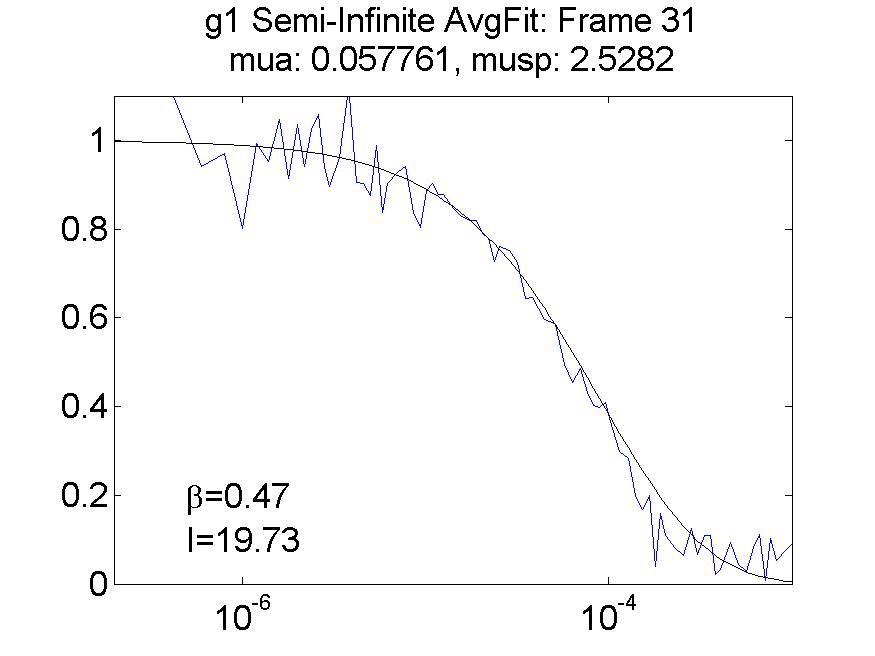 g1 Semi-Infinite AvgFit: Frame 31
mua: 0.057761, musp: 2.5282
1
0.8
0.6
0.4
0.2
0
β=0.47
I=19.73
10^-6
10^-4